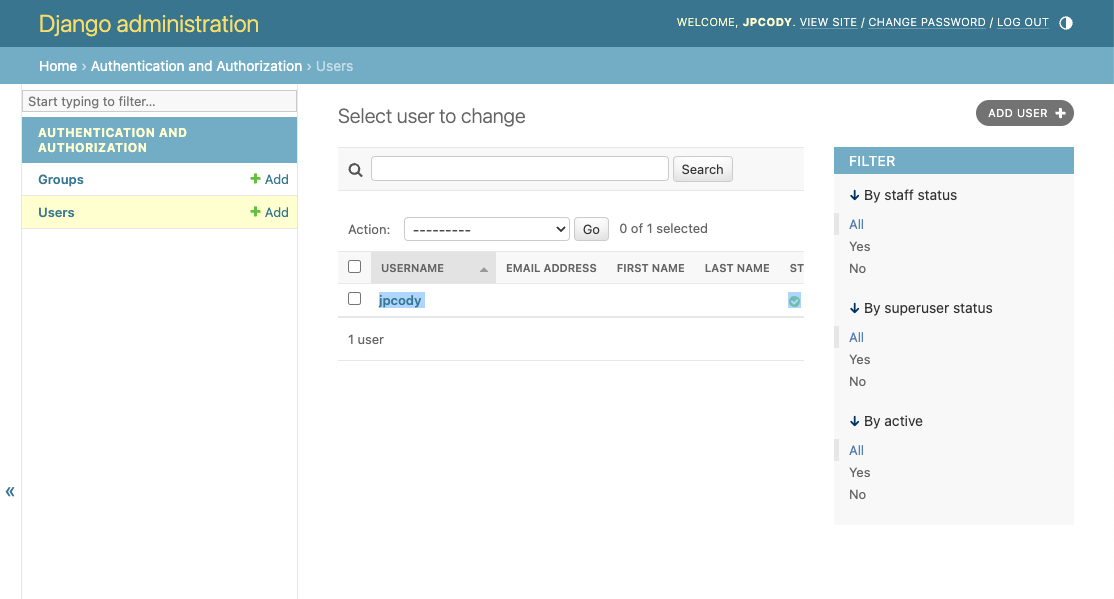 Django administration
WELCOME, JPCODY. VIEW SITE / CHANGE PASSWORD / LOG OUT
Home › Authentication and Authorization › Users
Start typing to filter...
AUTHENTICATION AND
AUTHORIZATION
Groups + Add
Users + Add
«
Select user to change
ADD USER +
Search
Action: --------- Go 0 of 1 selected
USERNAME EMAIL ADDRESS FIRST NAME LAST NAME ST
jpcody
1 user
FILTER
↓ By staff status
All
Yes
No
↓ By superuser status
All
Yes
No
↓ By active
All
Yes
No